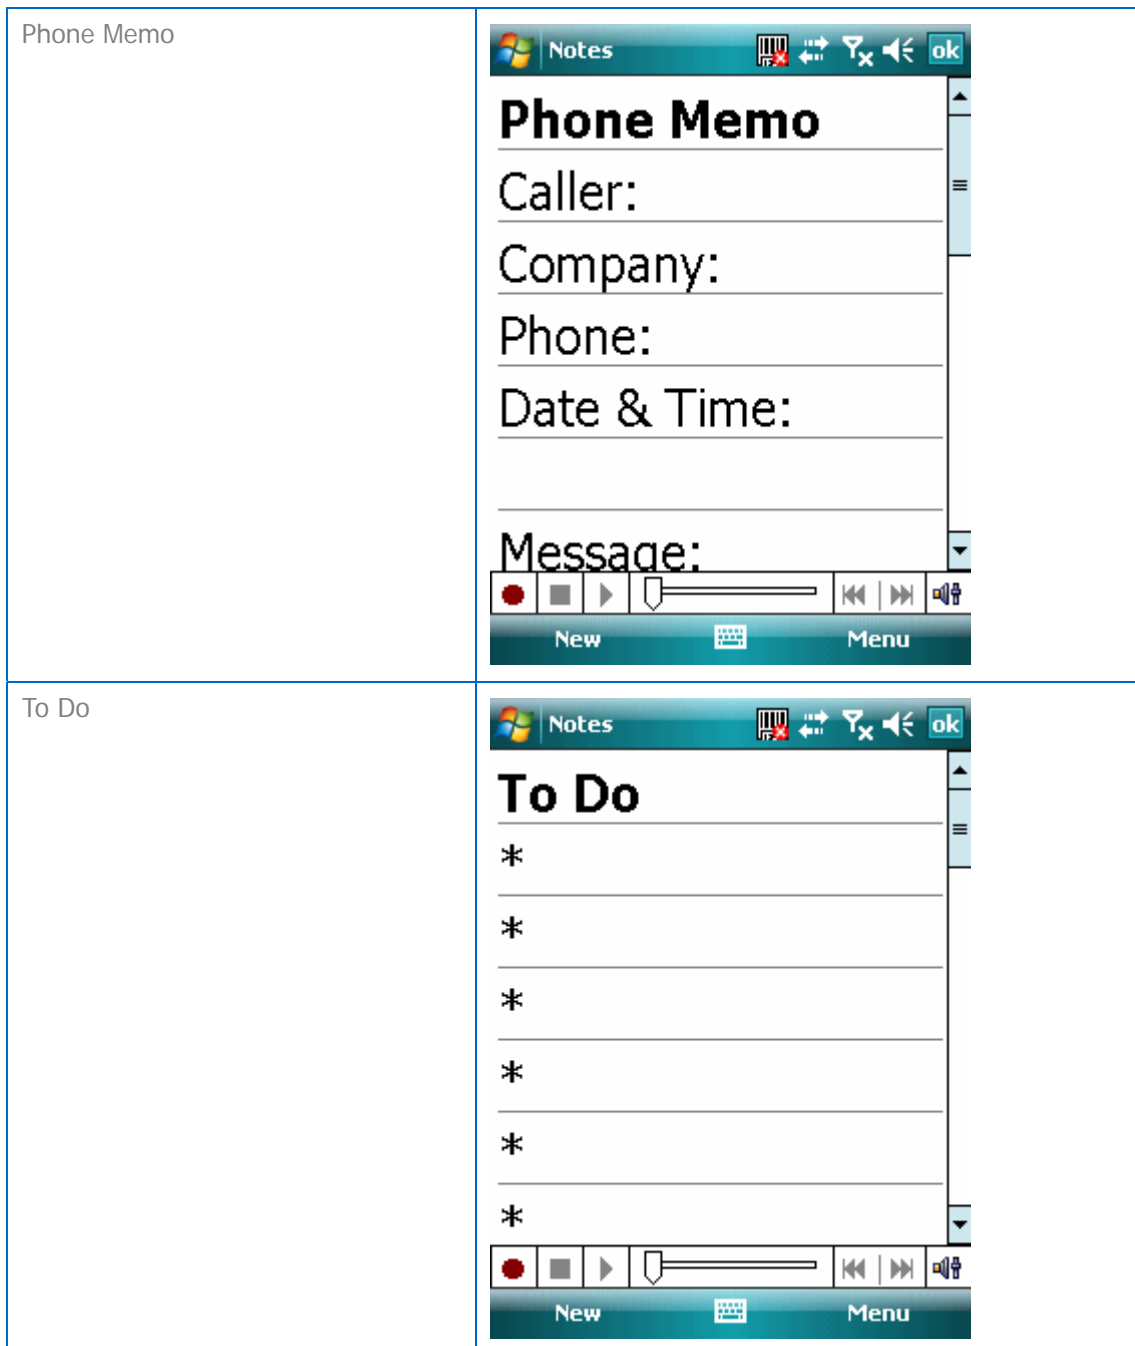 Phone Memo
Notes ok
Phone Memo
Caller:
Company:
Phone:
Date & Time:
Message:
New Menu
To Do
Notes ok
To Do
*
*
*
*
*
*
New Menu